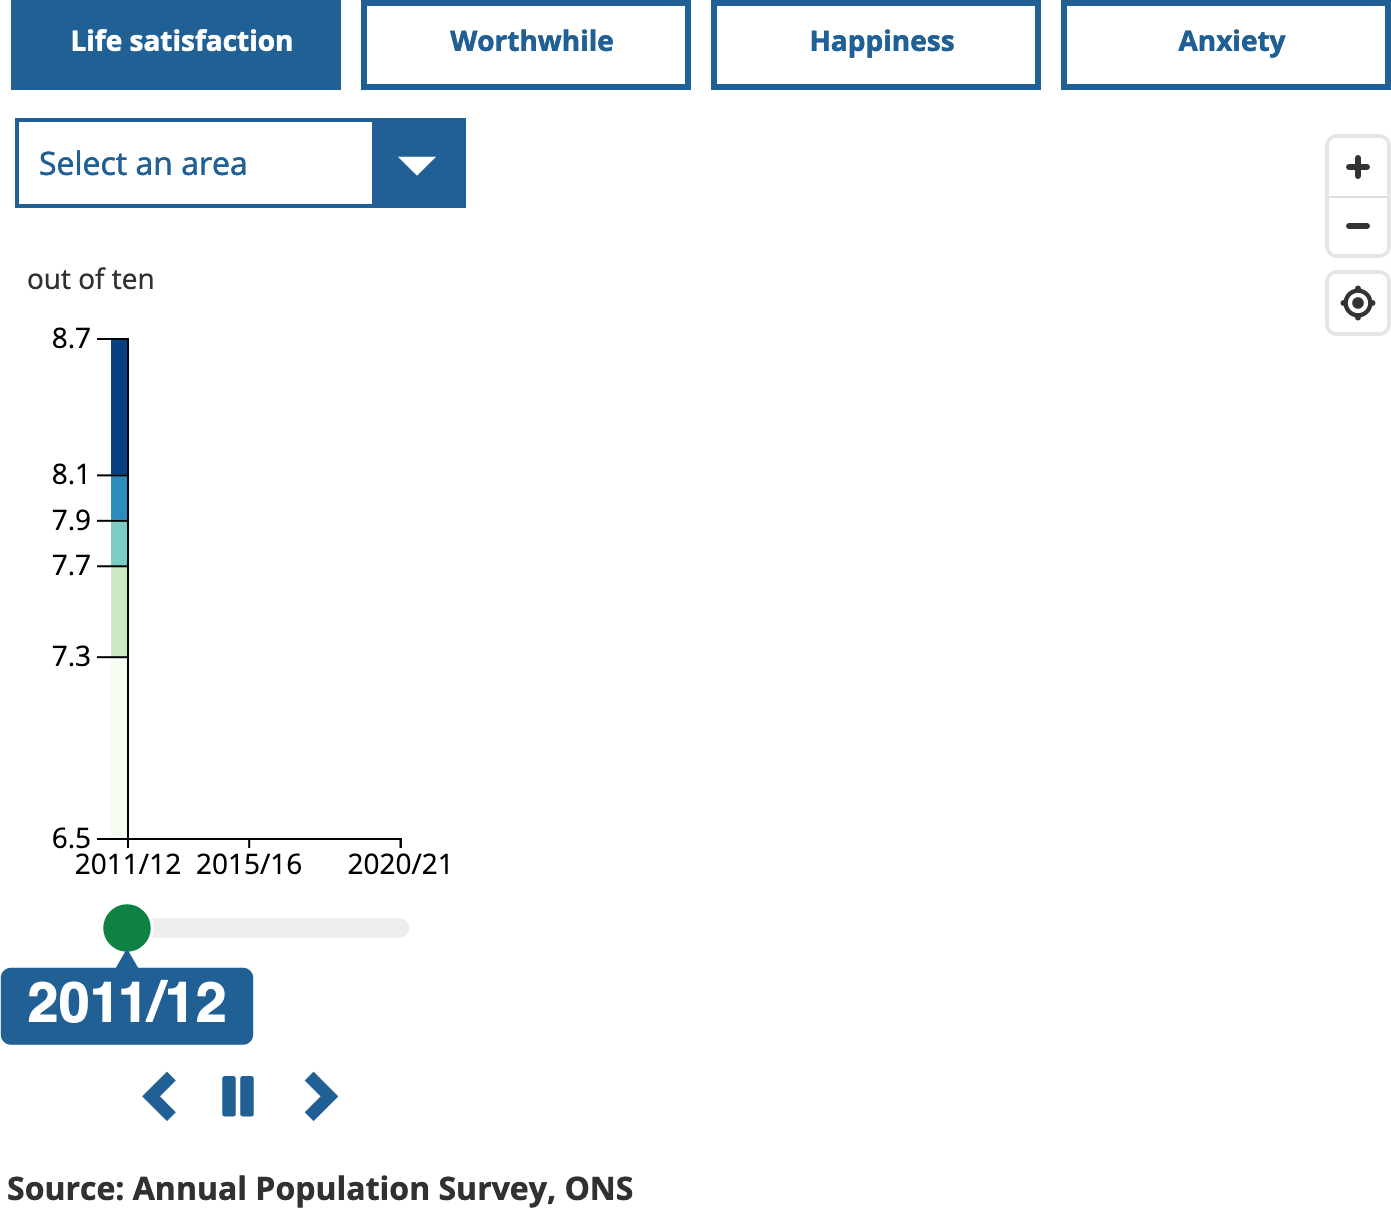 Life satisfaction
Worthwhile
Happiness
Anxiety
Select an area
out of ten
8.7
8.1
7.9
7.7
7.3
6.5
2011/12 2015/16 2020/21
2011/12
Source: Annual Population Survey, ONS